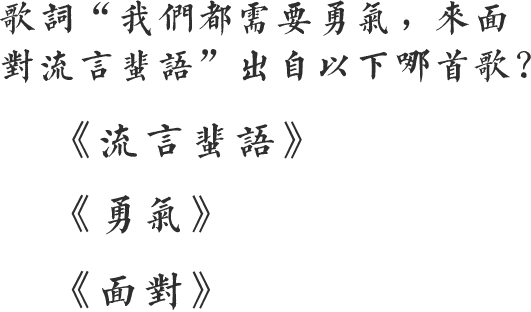 歌詞“我們都需要勇氣，來面
對流言蜚語”出自以下哪首歌？
《流言蜚語》
《勇氣》
《面對》